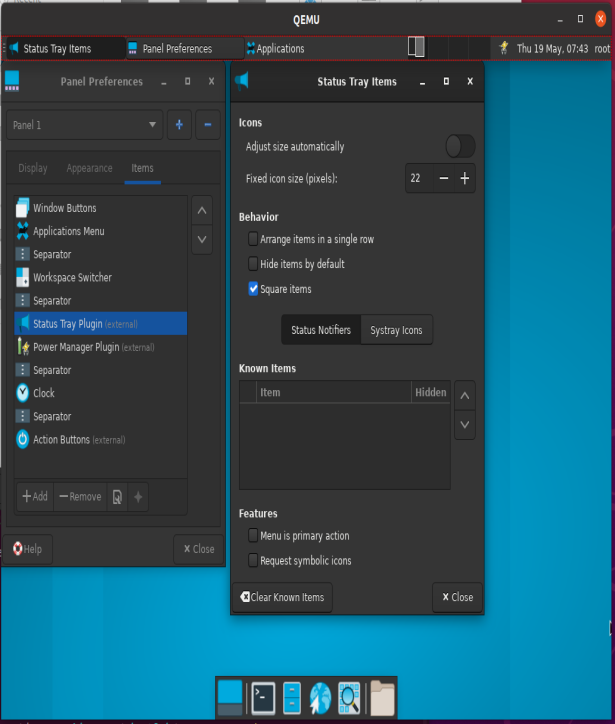 QEMU
Status Tray Items
Panel Preferences
Applications
Thu 19 May, 07:43 root
Panel Preferences
Panel 1
Display Appearance Items
Window Buttons
Applications Menu
Separator
Workspace Switcher
Separator
Status Tray Plugin (external)
Power Manager Plugin (external)
Separator
Clock
Separator
Action Buttons (external)
Add Remove
Help Close
Status Tray Items
Icons
Adjust size automatically
Fixed icon size (pixels): 22
Behavior
Arrange items in a single row
Hide items by default
Square items
Status Notifiers Systray Icons
Known Items
Item Hidden
Features
Menu is primary action
Request symbolic icons
Clear Known Items Close